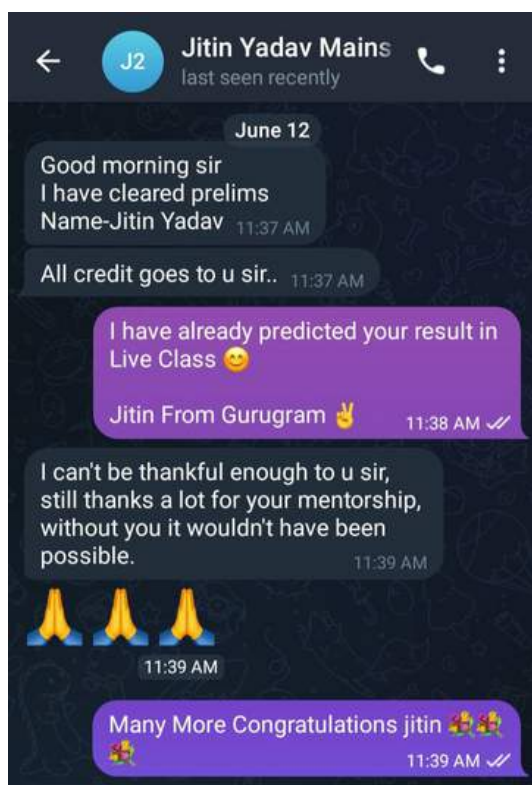 J2
Jitin Yadav Mains
last seen recently
June 12
Good morning sir
I have cleared prelims
Name-Jitin Yadav 11:37 AM
All credit goes to u sir.. 11:37 AM
I have already predicted your result in
Live Class 😊
Jitin From Gurugram ✌️ 11:38 AM
I can't be thankful enough to u sir,
still thanks a lot for your mentorship,
without you it wouldn't have been
possible. 11:39 AM
🙏🙏🙏
11:39 AM
Many More Congratulations jitin 💐💐
💐 11:39 AM